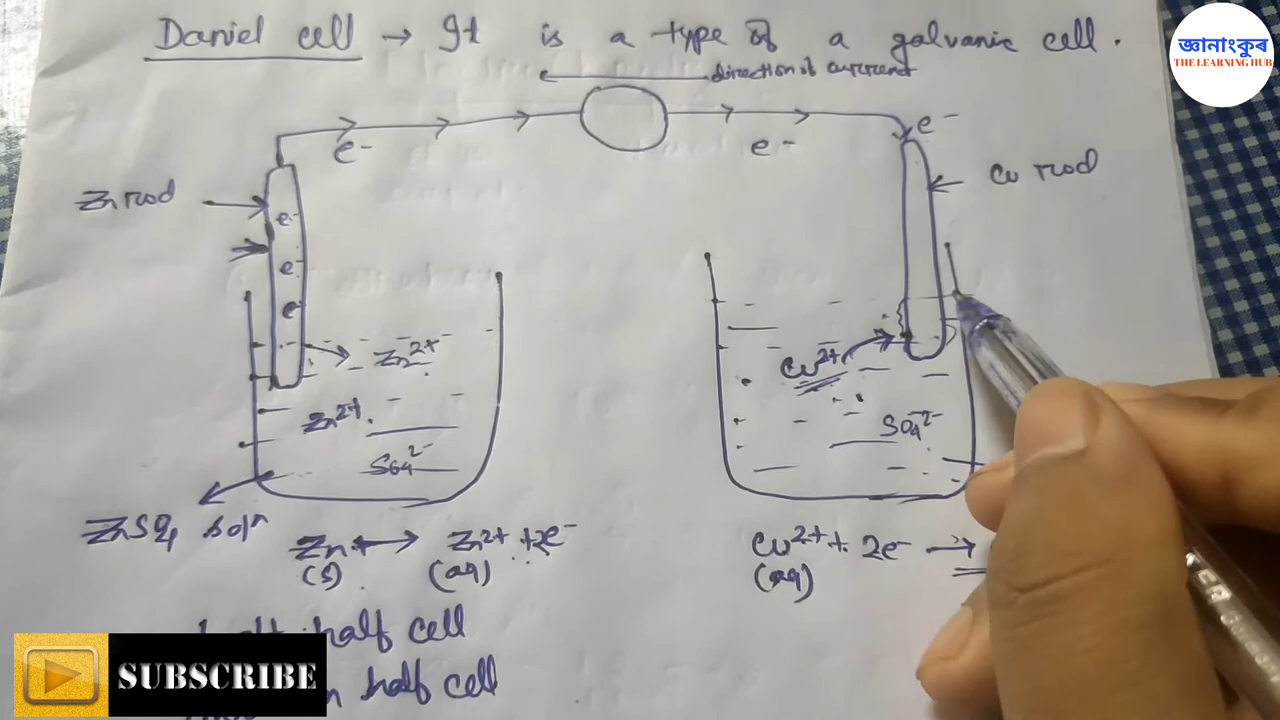 Daniel cell → It is a type of a galvanic cell.
জ্ঞানাংকুৰ
THE LEARNING HUB
direction of current
e-
e-
e-
Zn rod
Cu rod
e-
e-
e-
Zn2+
Cu2+
Zn2+
SO42-
SO42-
ZnSO4 soln
Zn → Zn2+ + 2e-
(s) (aq)
Cu2+ + 2e- →
(aq)
half cell
half cell
SUBSCRIBE